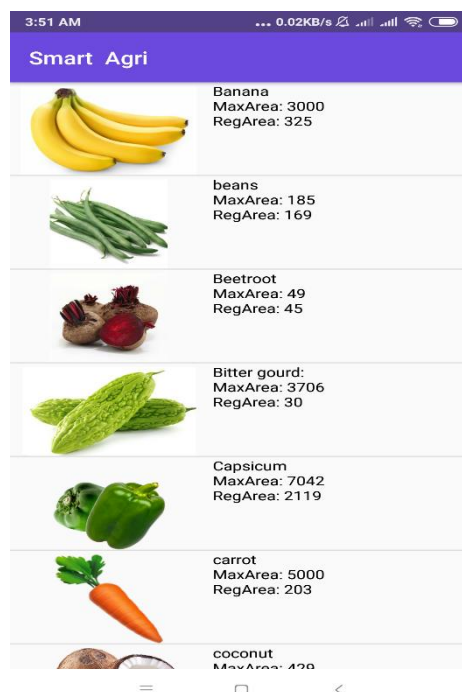 3:51 AM ... 0.02KB/s
Smart Agri
Banana
MaxArea: 3000
RegArea: 325
beans
MaxArea: 185
RegArea: 169
Beetroot
MaxArea: 49
RegArea: 45
Bitter gourd:
MaxArea: 3706
RegArea: 30
Capsicum
MaxArea: 7042
RegArea: 2119
carrot
MaxArea: 5000
RegArea: 203
coconut
MaxArea: 429